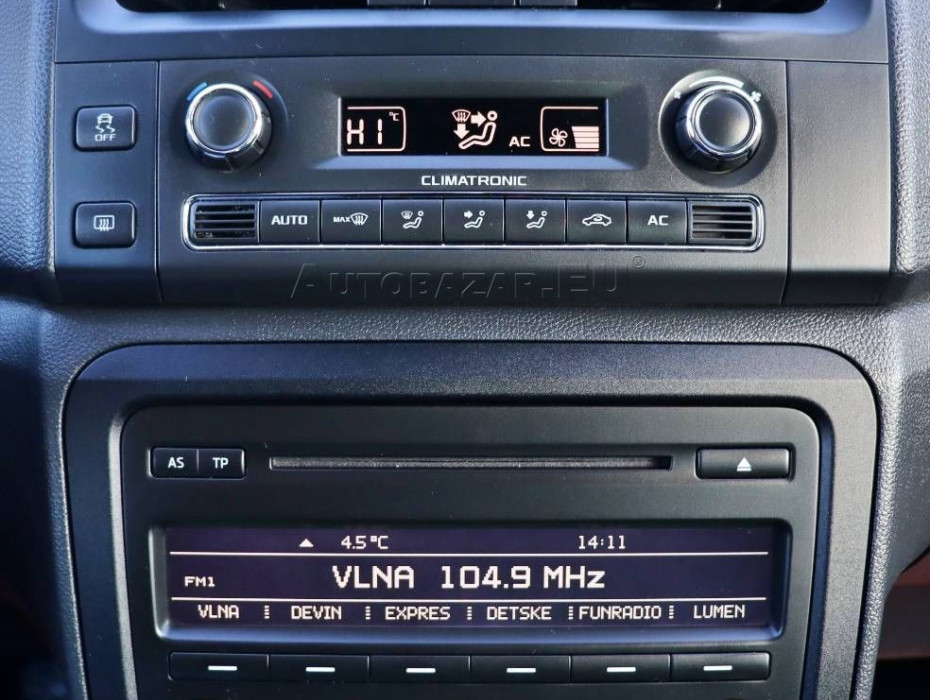 OFF
HI °C
AC
CLIMATRONIC
AUTO MAX AC
AUTOBAZAR.EU®
AS TP
4.5°C 14:11
FM1 VLNA 104.9 MHz
VLNA DEVIN EXPRES DETSKE FUNRADIO LUMEN